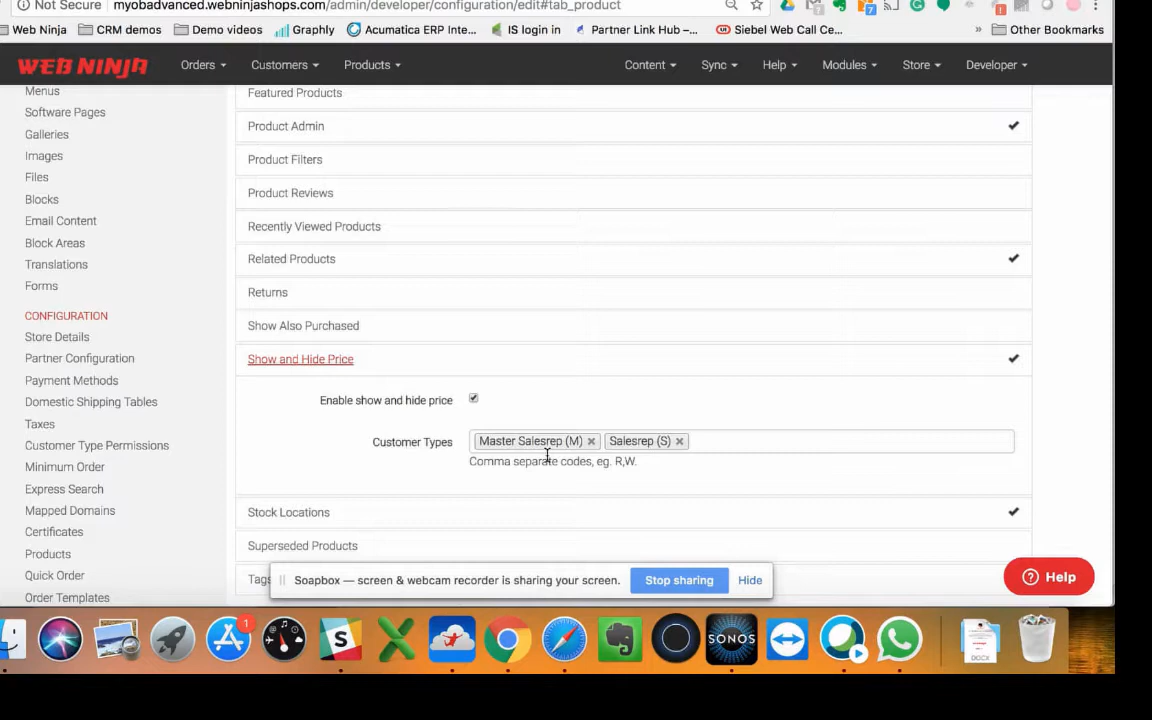 Not Secure myobadvanced.webninjashops.com/admin/developer/configuration/edit#tab_product
Web Ninja CRM demos Demo videos Graphly Acumatica ERP Inte... IS login in Partner Link Hub –... Siebel Web Call Ce... » Other Bookmarks
WEB NINJA Orders Customers Products Content Sync Help Modules Store Developer
Menus
Software Pages
Galleries
Images
Files
Blocks
Email Content
Block Areas
Translations
Forms
CONFIGURATION
Store Details
Partner Configuration
Payment Methods
Domestic Shipping Tables
Taxes
Customer Type Permissions
Minimum Order
Express Search
Mapped Domains
Certificates
Products
Quick Order
Order Templates
Featured Products
Product Admin
Product Filters
Product Reviews
Recently Viewed Products
Related Products
Returns
Show Also Purchased
Show and Hide Price
Enable show and hide price
Customer Types Master Salesrep (M) × Salesrep (S) ×
Comma separate codes, eg. R,W.
Stock Locations
Superseded Products
Tags
Soapbox — screen & webcam recorder is sharing your screen. Stop sharing Hide
Help
1
SONOS
DOCX